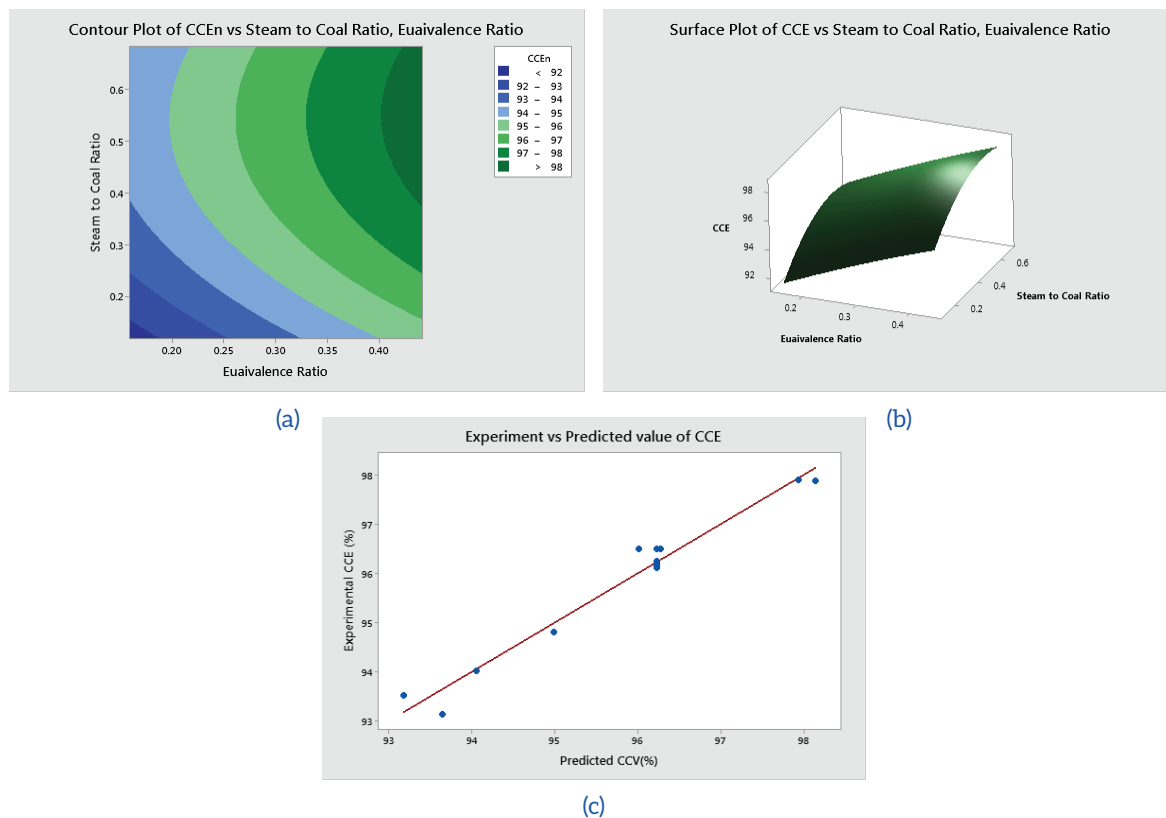 Contour Plot of CCEn vs Steam to Coal Ratio, Euaivalence Ratio
CCEn
< 92
92 – 93
93 – 94
94 – 95
95 – 96
96 – 97
97 – 98
> 98
Steam to Coal Ratio
0.6
0.5
0.4
0.3
0.2
0.20 0.25 0.30 0.35 0.40
Euaivalence Ratio
(a)
Surface Plot of CCE vs Steam to Coal Ratio, Euaivalence Ratio
CCE
98
96
94
92
0.2 0.3 0.4
Euaivalence Ratio
0.2 0.4 0.6
Steam to Coal Ratio
(b)
Experiment vs Predicted value of CCE
Experimental CCE (%)
98
97
96
95
94
93
93 94 95 96 97 98
Predicted CCV(%)
(c)